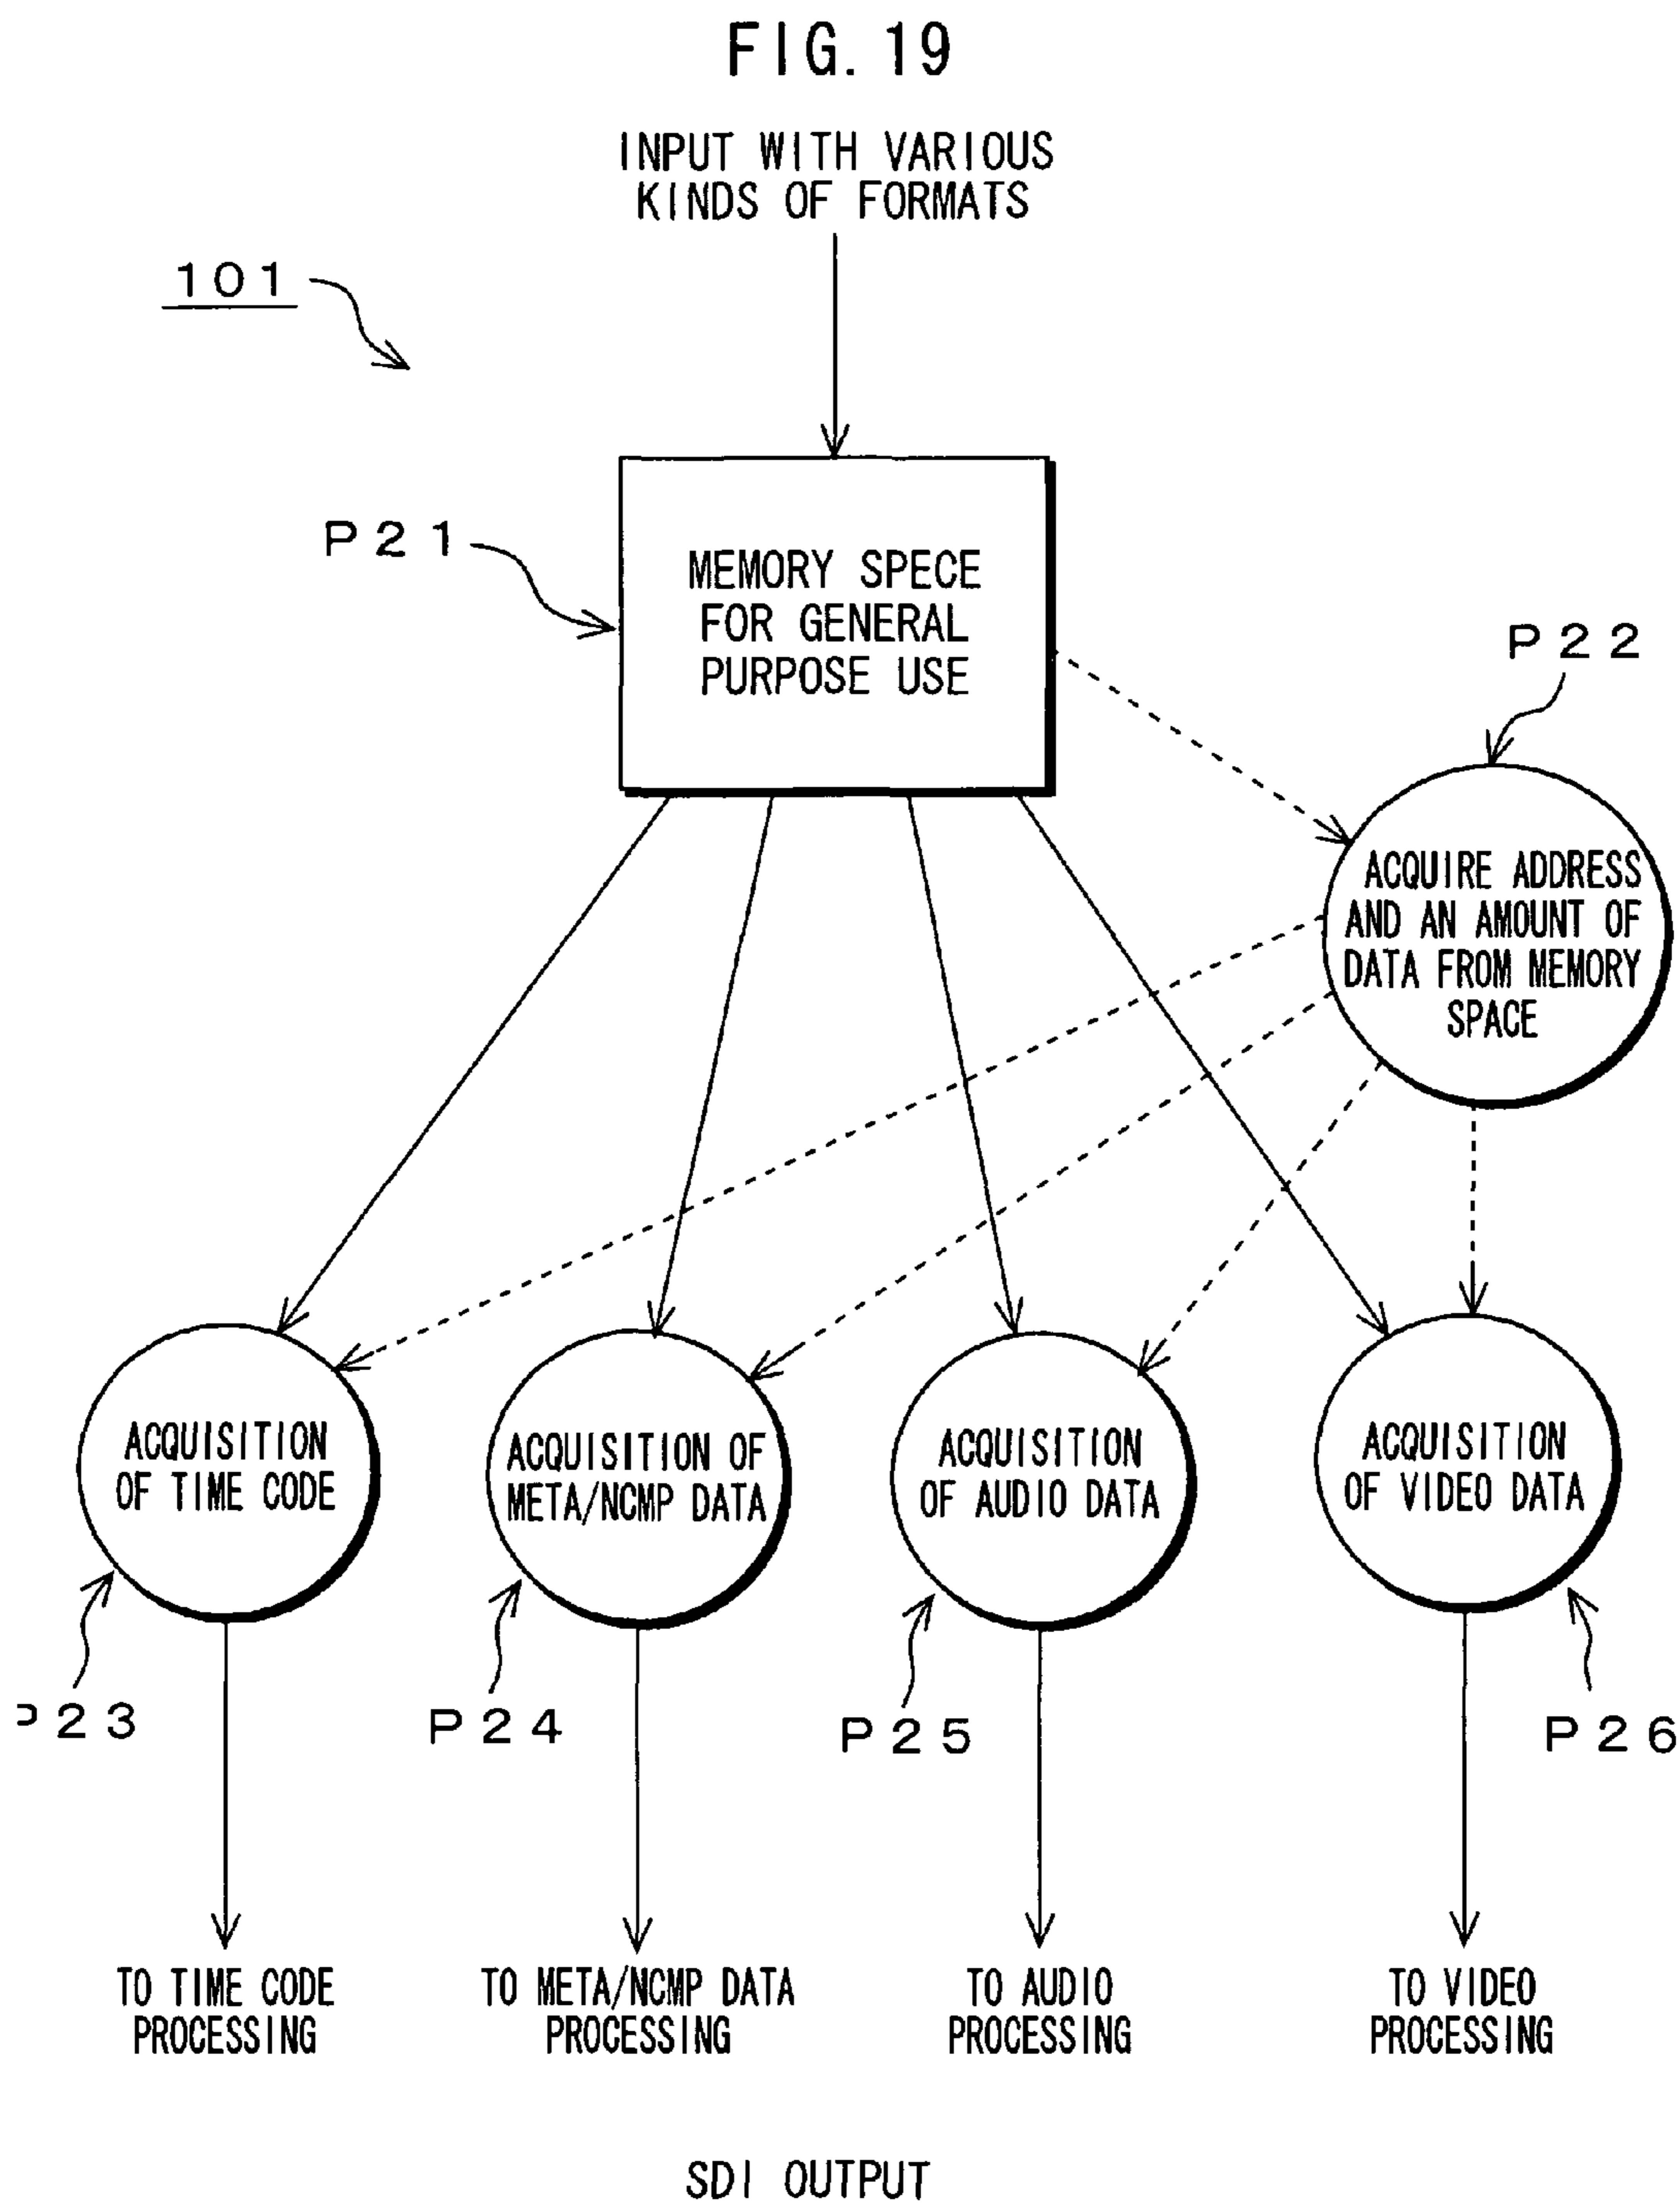 FIG. 19
INPUT WITH VARIOUS
KINDS OF FORMATS
101
P21
MEMORY SPECE
FOR GENERAL
PURPOSE USE
P22
ACQUIRE ADDRESS
AND AN AMOUNT OF
DATA FROM MEMORY
SPACE
ACQUISITION
OF TIME CODE
ACQUISITION OF
META/NCMP DATA
ACQUISITION
OF AUDIO DATA
ACQUISITION
OF VIDEO DATA
P23
P24
P25
P26
TO TIME CODE
PROCESSING
TO META/NCMP DATA
PROCESSING
TO AUDIO
PROCESSING
TO VIDEO
PROCESSING
SDI OUTPUT